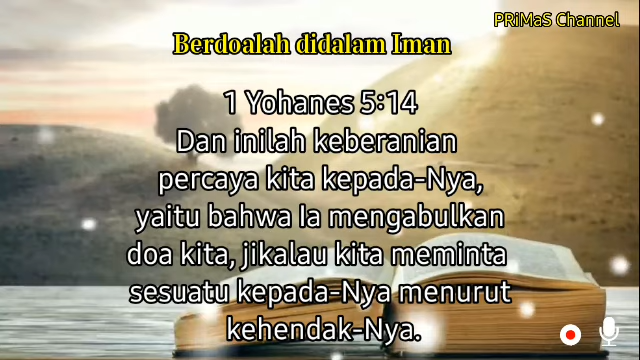 PRiMaS Channel
Berdoalah didalam Iman
1 Yohanes 5:14
Dan inilah keberanian
percaya kita kepada-Nya,
yaitu bahwa Ia mengabulkan
doa kita, jikalau kita meminta
sesuatu kepada-Nya menurut
kehendak-Nya.